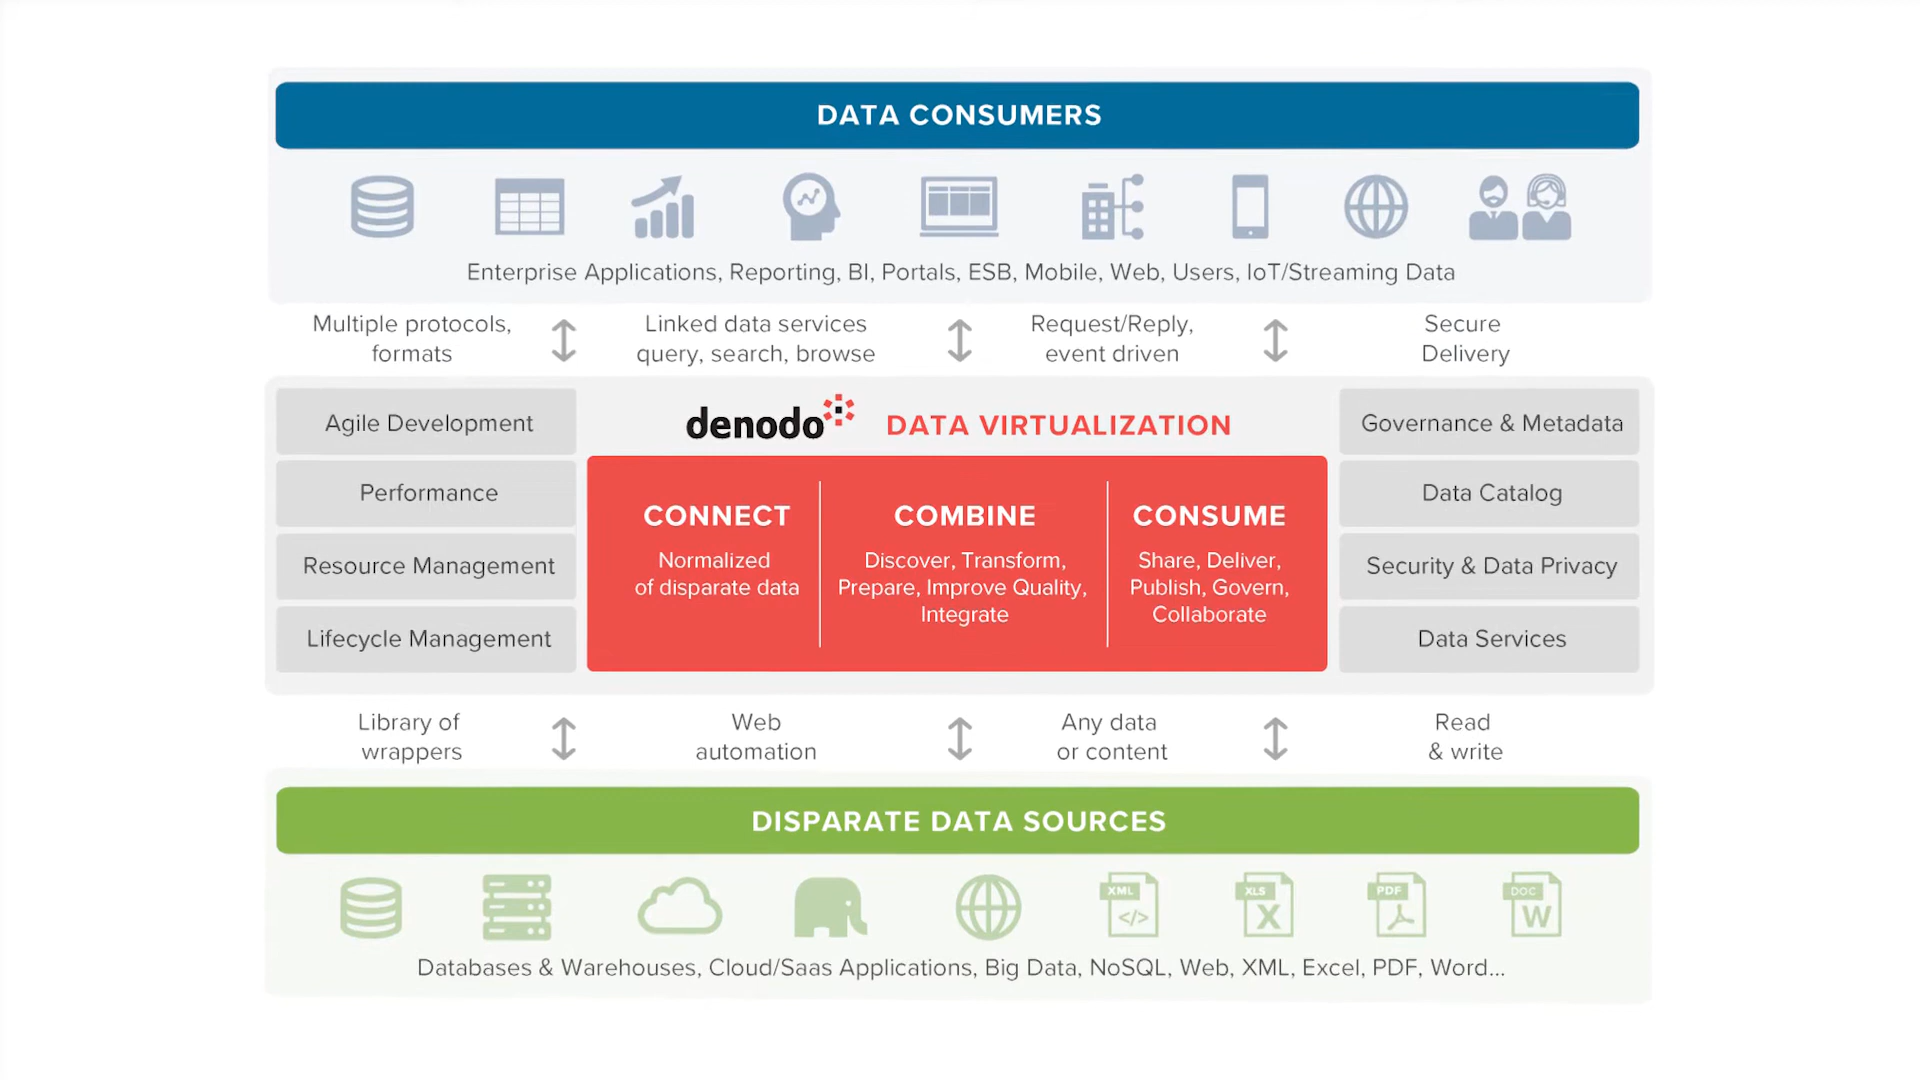 DATA CONSUMERS
Enterprise Applications, Reporting, BI, Portals, ESB, Mobile, Web, Users, IoT/Streaming Data
Multiple protocols,
formats
Linked data services
query, search, browse
Request/Reply,
event driven
Secure
Delivery
Agile Development
Performance
Resource Management
Lifecycle Management
denodo DATA VIRTUALIZATION
CONNECT
Normalized
of disparate data
COMBINE
Discover, Transform,
Prepare, Improve Quality,
Integrate
CONSUME
Share, Deliver,
Publish, Govern,
Collaborate
Governance & Metadata
Data Catalog
Security & Data Privacy
Data Services
Library of
wrappers
Web
automation
Any data
or content
Read
& write
DISPARATE DATA SOURCES
XML
</>
XLS
X
PDF
DOC
W
Databases & Warehouses, Cloud/Saas Applications, Big Data, NoSQL, Web, XML, Excel, PDF, Word...